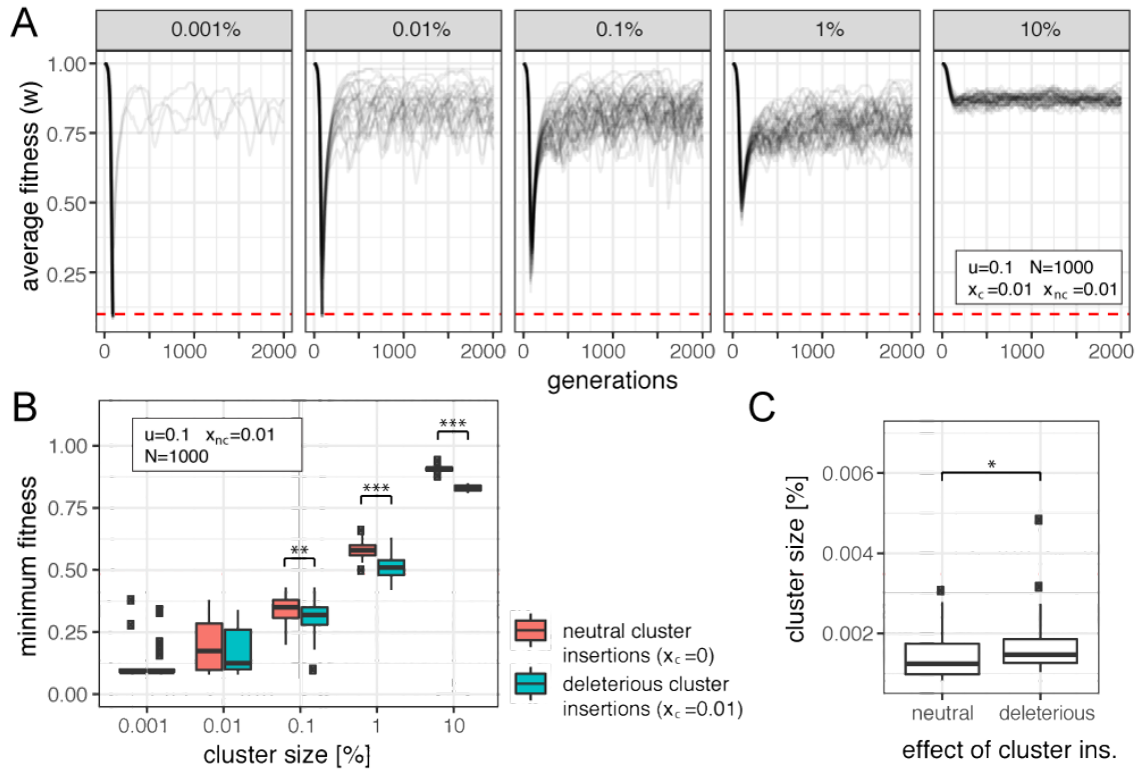 A
0.001%
0.01%
0.1%
1%
10%
average fitness (w)
1.00
0.75
0.50
0.25
u=0.1 N=1000
xc=0.01 xnc=0.01
0 1000 2000
0 1000 2000
0 1000 2000
0 1000 2000
0 1000 2000
generations
B
minimum fitness
1.00
0.75
0.50
0.25
0.00
u=0.1 xnc=0.01
N=1000
**
***
***
0.001 0.01 0.1 1 10
cluster size [%]
neutral cluster
insertions (xc=0)
deleterious cluster
insertions (xc=0.01)
C
cluster size [%]
0.006
0.004
0.002
*
neutral deleterious
effect of cluster ins.